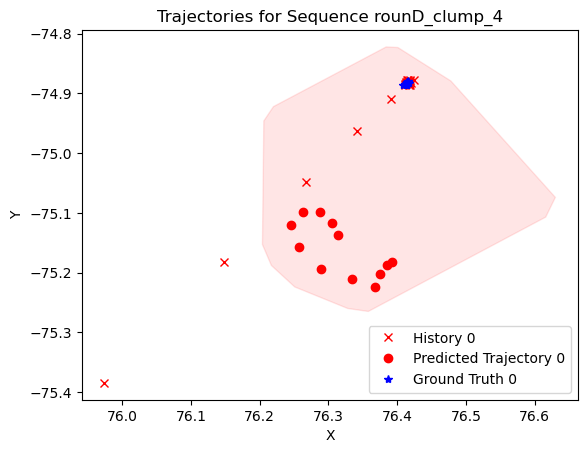 Trajectories for Sequence rounD_clump_4
−74.8
−74.9
−75.0
−75.1
−75.2
−75.3
−75.4
Y
76.0 76.1 76.2 76.3 76.4 76.5 76.6
X
History 0
Predicted Trajectory 0
Ground Truth 0